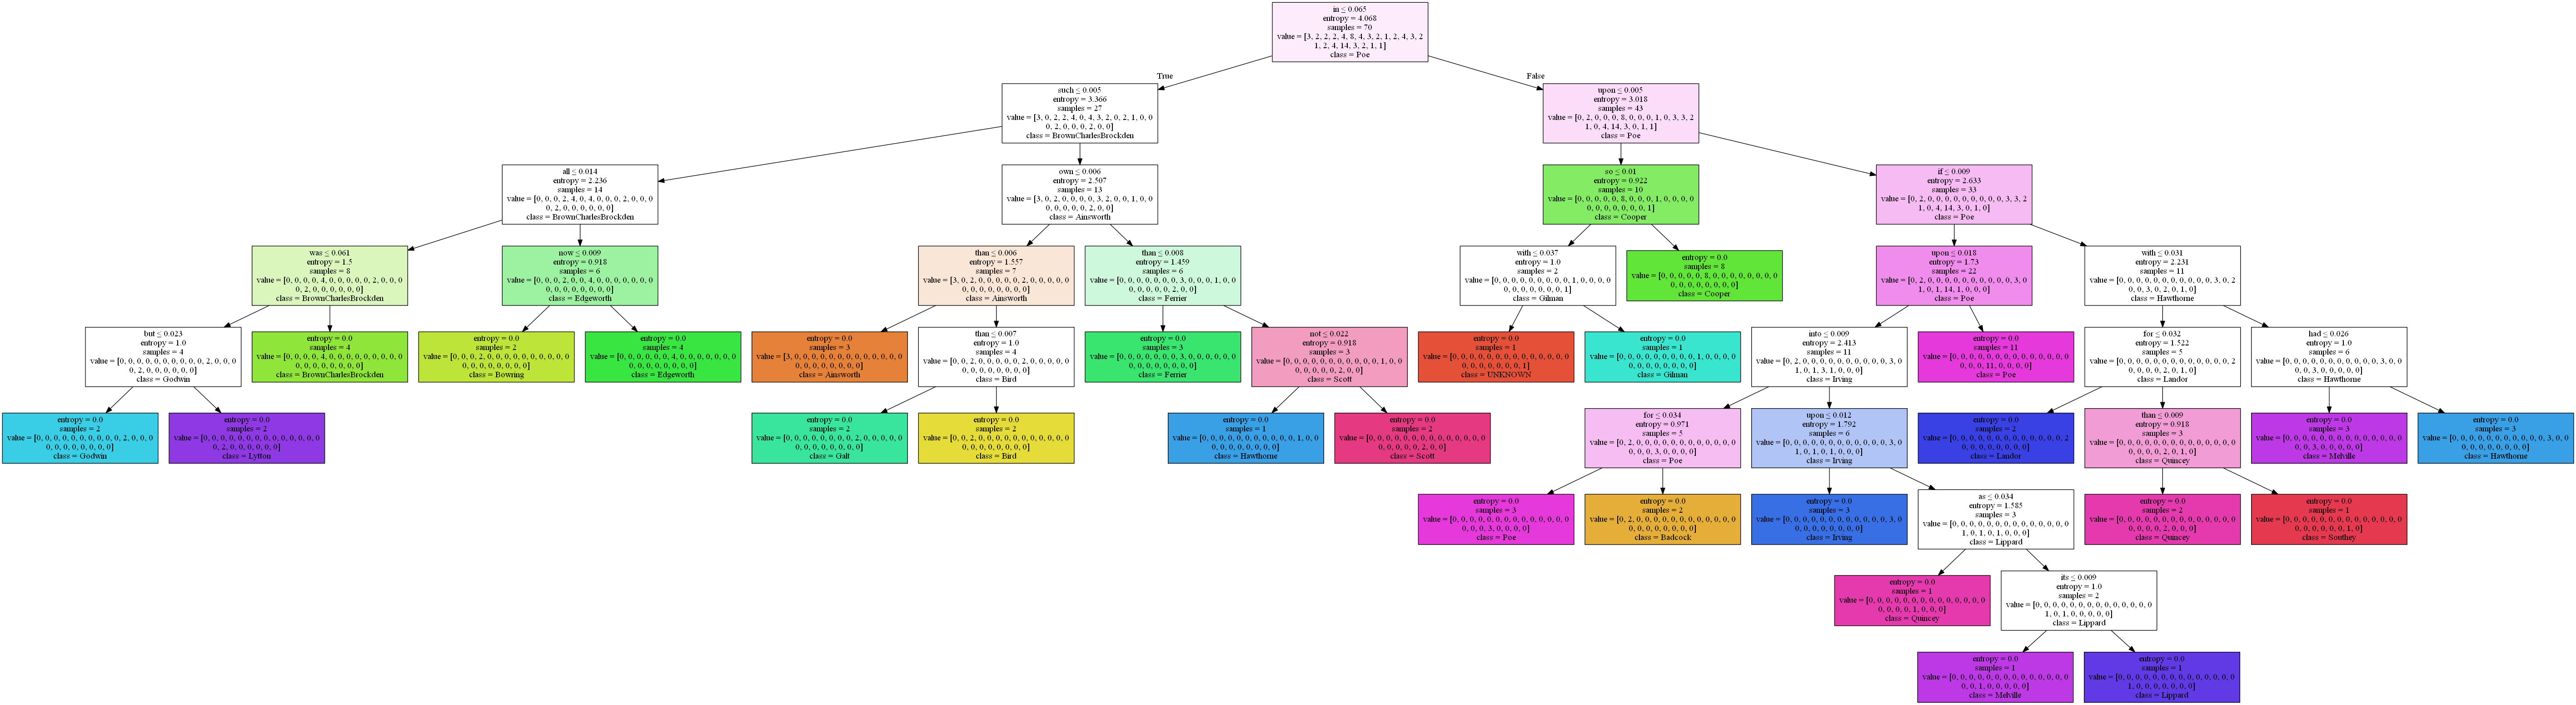 in ≤ 0.065
entropy = 4.068
samples = 70
value = [3, 2, 2, 2, 4, 8, 4, 3, 2, 1, 2, 4, 3, 2
1, 2, 4, 14, 3, 2, 1, 1]
class = Poe
True
False
such ≤ 0.005
entropy = 3.366
samples = 27
value = [3, 0, 2, 2, 4, 0, 4, 3, 2, 0, 2, 1, 0, 0
0, 2, 0, 0, 0, 2, 0, 0]
class = BrownCharlesBrockden
upon ≤ 0.005
entropy = 3.018
samples = 43
value = [0, 2, 0, 0, 0, 8, 0, 0, 0, 1, 0, 3, 3, 2
1, 0, 4, 14, 3, 0, 1, 1]
class = Poe
all ≤ 0.014
entropy = 2.236
samples = 14
value = [0, 0, 0, 2, 4, 0, 4, 0, 0, 0, 2, 0, 0, 0
0, 2, 0, 0, 0, 0, 0, 0]
class = BrownCharlesBrockden
own ≤ 0.006
entropy = 2.507
samples = 13
value = [3, 0, 2, 0, 0, 0, 0, 3, 2, 0, 0, 1, 0, 0
0, 0, 0, 0, 0, 2, 0, 0]
class = Ainsworth
so ≤ 0.01
entropy = 0.922
samples = 10
value = [0, 0, 0, 0, 0, 8, 0, 0, 0, 1, 0, 0, 0, 0
0, 0, 0, 0, 0, 0, 0, 1]
class = Cooper
if ≤ 0.009
entropy = 2.633
samples = 33
value = [0, 2, 0, 0, 0, 0, 0, 0, 0, 0, 0, 3, 3, 2
1, 0, 4, 14, 3, 0, 1, 0]
class = Poe
was ≤ 0.061
entropy = 1.5
samples = 8
value = [0, 0, 0, 0, 4, 0, 0, 0, 0, 0, 2, 0, 0, 0
0, 2, 0, 0, 0, 0, 0, 0]
class = BrownCharlesBrockden
now ≤ 0.009
entropy = 0.918
samples = 6
value = [0, 0, 0, 2, 0, 0, 4, 0, 0, 0, 0, 0, 0, 0
0, 0, 0, 0, 0, 0, 0, 0]
class = Edgeworth
than ≤ 0.006
entropy = 1.557
samples = 7
value = [3, 0, 2, 0, 0, 0, 0, 0, 2, 0, 0, 0, 0, 0
0, 0, 0, 0, 0, 0, 0, 0]
class = Ainsworth
than ≤ 0.008
entropy = 1.459
samples = 6
value = [0, 0, 0, 0, 0, 0, 0, 3, 0, 0, 0, 1, 0, 0
0, 0, 0, 0, 0, 2, 0, 0]
class = Ferrier
with ≤ 0.037
entropy = 1.0
samples = 2
value = [0, 0, 0, 0, 0, 0, 0, 0, 0, 1, 0, 0, 0, 0
0, 0, 0, 0, 0, 0, 0, 1]
class = Gilman
entropy = 0.0
samples = 8
value = [0, 0, 0, 0, 0, 8, 0, 0, 0, 0, 0, 0, 0, 0
0, 0, 0, 0, 0, 0, 0, 0]
class = Cooper
upon ≤ 0.018
entropy = 1.73
samples = 22
value = [0, 2, 0, 0, 0, 0, 0, 0, 0, 0, 0, 0, 3, 0
1, 0, 1, 14, 1, 0, 0, 0]
class = Poe
with ≤ 0.031
entropy = 2.231
samples = 11
value = [0, 0, 0, 0, 0, 0, 0, 0, 0, 0, 0, 3, 0, 2
0, 0, 3, 0, 2, 0, 1, 0]
class = Hawthorne
but ≤ 0.023
entropy = 1.0
samples = 4
value = [0, 0, 0, 0, 0, 0, 0, 0, 0, 0, 2, 0, 0, 0
0, 2, 0, 0, 0, 0, 0, 0]
class = Godwin
entropy = 0.0
samples = 4
value = [0, 0, 0, 0, 4, 0, 0, 0, 0, 0, 0, 0, 0, 0
0, 0, 0, 0, 0, 0, 0, 0]
class = BrownCharlesBrockden
entropy = 0.0
samples = 2
value = [0, 0, 0, 2, 0, 0, 0, 0, 0, 0, 0, 0, 0, 0
0, 0, 0, 0, 0, 0, 0, 0]
class = Bowring
entropy = 0.0
samples = 4
value = [0, 0, 0, 0, 0, 0, 4, 0, 0, 0, 0, 0, 0, 0
0, 0, 0, 0, 0, 0, 0, 0]
class = Edgeworth
entropy = 0.0
samples = 3
value = [3, 0, 0, 0, 0, 0, 0, 0, 0, 0, 0, 0, 0, 0
0, 0, 0, 0, 0, 0, 0, 0]
class = Ainsworth
than ≤ 0.007
entropy = 1.0
samples = 4
value = [0, 0, 2, 0, 0, 0, 0, 0, 2, 0, 0, 0, 0, 0
0, 0, 0, 0, 0, 0, 0, 0]
class = Bird
entropy = 0.0
samples = 3
value = [0, 0, 0, 0, 0, 0, 0, 3, 0, 0, 0, 0, 0, 0
0, 0, 0, 0, 0, 0, 0, 0]
class = Ferrier
not ≤ 0.022
entropy = 0.918
samples = 3
value = [0, 0, 0, 0, 0, 0, 0, 0, 0, 0, 0, 1, 0, 0
0, 0, 0, 0, 0, 2, 0, 0]
class = Scott
entropy = 0.0
samples = 1
value = [0, 0, 0, 0, 0, 0, 0, 0, 0, 0, 0, 0, 0, 0
0, 0, 0, 0, 0, 0, 0, 1]
class = UNKNOWN
entropy = 0.0
samples = 1
value = [0, 0, 0, 0, 0, 0, 0, 0, 0, 1, 0, 0, 0, 0
0, 0, 0, 0, 0, 0, 0, 0]
class = Gilman
into ≤ 0.009
entropy = 2.413
samples = 11
value = [0, 2, 0, 0, 0, 0, 0, 0, 0, 0, 0, 0, 3, 0
1, 0, 1, 3, 1, 0, 0, 0]
class = Irving
entropy = 0.0
samples = 11
value = [0, 0, 0, 0, 0, 0, 0, 0, 0, 0, 0, 0, 0, 0
0, 0, 0, 11, 0, 0, 0, 0]
class = Poe
for ≤ 0.032
entropy = 1.522
samples = 5
value = [0, 0, 0, 0, 0, 0, 0, 0, 0, 0, 0, 0, 0, 2
0, 0, 0, 0, 2, 0, 1, 0]
class = Landor
had ≤ 0.026
entropy = 1.0
samples = 6
value = [0, 0, 0, 0, 0, 0, 0, 0, 0, 0, 0, 3, 0, 0
0, 0, 3, 0, 0, 0, 0, 0]
class = Hawthorne
entropy = 0.0
samples = 2
value = [0, 0, 0, 0, 0, 0, 0, 0, 0, 0, 2, 0, 0, 0
0, 0, 0, 0, 0, 0, 0, 0]
class = Godwin
entropy = 0.0
samples = 2
value = [0, 0, 0, 0, 0, 0, 0, 0, 0, 0, 0, 0, 0, 0
0, 2, 0, 0, 0, 0, 0, 0]
class = Lytton
entropy = 0.0
samples = 2
value = [0, 0, 0, 0, 0, 0, 0, 0, 2, 0, 0, 0, 0, 0
0, 0, 0, 0, 0, 0, 0, 0]
class = Galt
entropy = 0.0
samples = 2
value = [0, 0, 2, 0, 0, 0, 0, 0, 0, 0, 0, 0, 0, 0
0, 0, 0, 0, 0, 0, 0, 0]
class = Bird
entropy = 0.0
samples = 1
value = [0, 0, 0, 0, 0, 0, 0, 0, 0, 0, 0, 1, 0, 0
0, 0, 0, 0, 0, 0, 0, 0]
class = Hawthorne
entropy = 0.0
samples = 2
value = [0, 0, 0, 0, 0, 0, 0, 0, 0, 0, 0, 0, 0, 0
0, 0, 0, 0, 0, 2, 0, 0]
class = Scott
for ≤ 0.034
entropy = 0.971
samples = 5
value = [0, 2, 0, 0, 0, 0, 0, 0, 0, 0, 0, 0, 0, 0
0, 0, 0, 3, 0, 0, 0, 0]
class = Poe
upon ≤ 0.012
entropy = 1.792
samples = 6
value = [0, 0, 0, 0, 0, 0, 0, 0, 0, 0, 0, 0, 3, 0
1, 0, 1, 0, 1, 0, 0, 0]
class = Irving
entropy = 0.0
samples = 2
value = [0, 0, 0, 0, 0, 0, 0, 0, 0, 0, 0, 0, 0, 2
0, 0, 0, 0, 0, 0, 0, 0]
class = Landor
than ≤ 0.009
entropy = 0.918
samples = 3
value = [0, 0, 0, 0, 0, 0, 0, 0, 0, 0, 0, 0, 0, 0
0, 0, 0, 0, 2, 0, 1, 0]
class = Quincey
entropy = 0.0
samples = 3
value = [0, 0, 0, 0, 0, 0, 0, 0, 0, 0, 0, 0, 0, 0
0, 0, 3, 0, 0, 0, 0, 0]
class = Melville
entropy = 0.0
samples = 3
value = [0, 0, 0, 0, 0, 0, 0, 0, 0, 0, 0, 3, 0, 0
0, 0, 0, 0, 0, 0, 0, 0]
class = Hawthorne
entropy = 0.0
samples = 3
value = [0, 0, 0, 0, 0, 0, 0, 0, 0, 0, 0, 0, 0, 0
0, 0, 0, 3, 0, 0, 0, 0]
class = Poe
entropy = 0.0
samples = 2
value = [0, 2, 0, 0, 0, 0, 0, 0, 0, 0, 0, 0, 0, 0
0, 0, 0, 0, 0, 0, 0, 0]
class = Badcock
entropy = 0.0
samples = 3
value = [0, 0, 0, 0, 0, 0, 0, 0, 0, 0, 0, 0, 3, 0
0, 0, 0, 0, 0, 0, 0, 0]
class = Irving
as ≤ 0.034
entropy = 1.585
samples = 3
value = [0, 0, 0, 0, 0, 0, 0, 0, 0, 0, 0, 0, 0, 0
1, 0, 1, 0, 1, 0, 0, 0]
class = Lippard
entropy = 0.0
samples = 2
value = [0, 0, 0, 0, 0, 0, 0, 0, 0, 0, 0, 0, 0, 0
0, 0, 0, 0, 2, 0, 0, 0]
class = Quincey
entropy = 0.0
samples = 1
value = [0, 0, 0, 0, 0, 0, 0, 0, 0, 0, 0, 0, 0, 0
0, 0, 0, 0, 0, 0, 1, 0]
class = Southey
entropy = 0.0
samples = 1
value = [0, 0, 0, 0, 0, 0, 0, 0, 0, 0, 0, 0, 0, 0
0, 0, 0, 0, 1, 0, 0, 0]
class = Quincey
its ≤ 0.009
entropy = 1.0
samples = 2
value = [0, 0, 0, 0, 0, 0, 0, 0, 0, 0, 0, 0, 0, 0
1, 0, 1, 0, 0, 0, 0, 0]
class = Lippard
entropy = 0.0
samples = 1
value = [0, 0, 0, 0, 0, 0, 0, 0, 0, 0, 0, 0, 0, 0
0, 0, 1, 0, 0, 0, 0, 0]
class = Melville
entropy = 0.0
samples = 1
value = [0, 0, 0, 0, 0, 0, 0, 0, 0, 0, 0, 0, 0, 0
1, 0, 0, 0, 0, 0, 0, 0]
class = Lippard